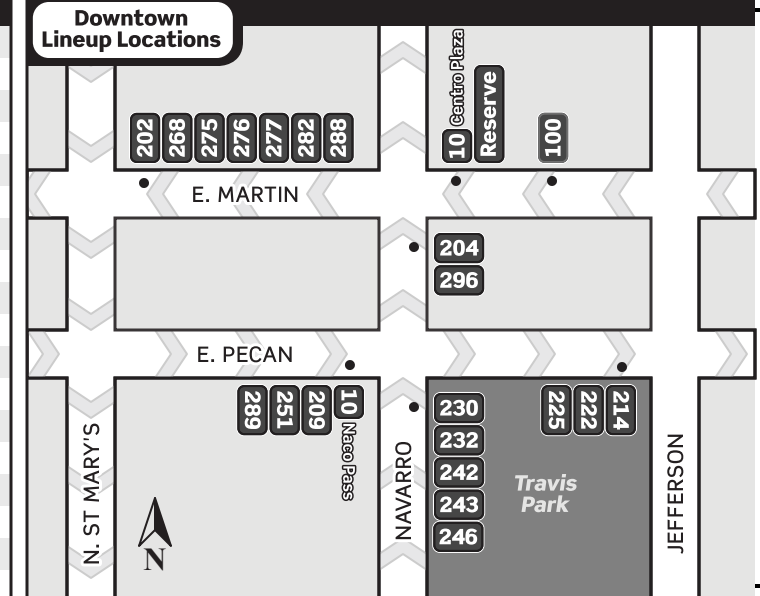 Downtown
Lineup Locations
202
268
275
276
277
282
288
10 Centro Plaza
Reserve
100
E. MARTIN
204
296
E. PECAN
289
251
209
10 Naco Pass
230
232
242
243
246
225
222
214
Travis
Park
N. ST MARY'S
NAVARRO
JEFFERSON
N